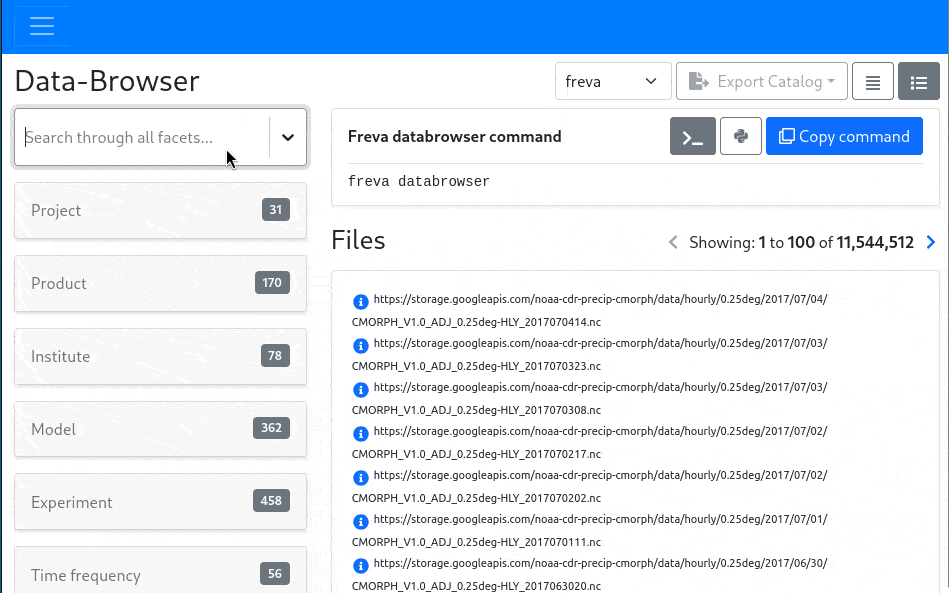 Data-Browser
freva
Export Catalog
Search through all facets...
Project 31
Product 170
Institute 78
Model 362
Experiment 458
Time frequency 56
Freva databrowser command
>_
Copy command
freva databrowser
Files
Showing: 1 to 100 of 11,544,512
https://storage.googleapis.com/noaa-cdr-precip-cmorph/data/hourly/0.25deg/2017/07/04/
CMORPH_V1.0_ADJ_0.25deg-HLY_2017070414.nc
https://storage.googleapis.com/noaa-cdr-precip-cmorph/data/hourly/0.25deg/2017/07/03/
CMORPH_V1.0_ADJ_0.25deg-HLY_2017070323.nc
https://storage.googleapis.com/noaa-cdr-precip-cmorph/data/hourly/0.25deg/2017/07/03/
CMORPH_V1.0_ADJ_0.25deg-HLY_2017070308.nc
https://storage.googleapis.com/noaa-cdr-precip-cmorph/data/hourly/0.25deg/2017/07/02/
CMORPH_V1.0_ADJ_0.25deg-HLY_2017070217.nc
https://storage.googleapis.com/noaa-cdr-precip-cmorph/data/hourly/0.25deg/2017/07/02/
CMORPH_V1.0_ADJ_0.25deg-HLY_2017070202.nc
https://storage.googleapis.com/noaa-cdr-precip-cmorph/data/hourly/0.25deg/2017/07/01/
CMORPH_V1.0_ADJ_0.25deg-HLY_2017070111.nc
https://storage.googleapis.com/noaa-cdr-precip-cmorph/data/hourly/0.25deg/2017/06/30/
CMORPH_V1.0_ADJ_0.25deg-HLY_2017063020.nc